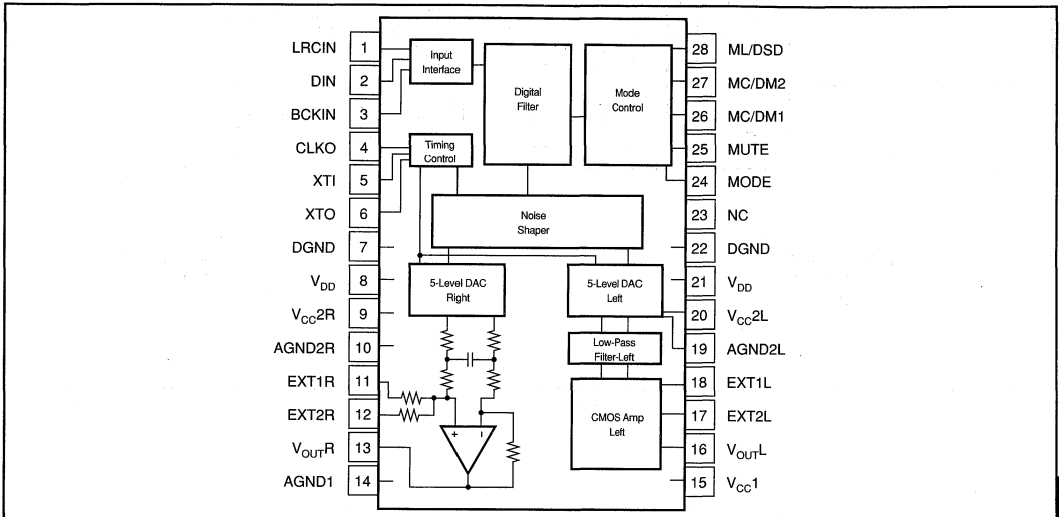 LRCIN 1
DIN 2
BCKIN 3
CLKO 4
XTI 5
XTO 6
DGND 7
VDD 8
VCC2R 9
AGND2R 10
EXT1R 11
EXT2R 12
VOUTR 13
AGND1 14
Input
Interface
Digital
Filter
Mode
Control
Timing
Control
Noise
Shaper
5-Level DAC
Right
5-Level DAC
Left
Low-Pass
Filter-Left
CMOS Amp
Left
+ −
28 ML/DSD
27 MC/DM2
26 MC/DM1
25 MUTE
24 MODE
23 NC
22 DGND
21 VDD
20 VCC2L
19 AGND2L
18 EXT1L
17 EXT2L
16 VOUTL
15 VCC1